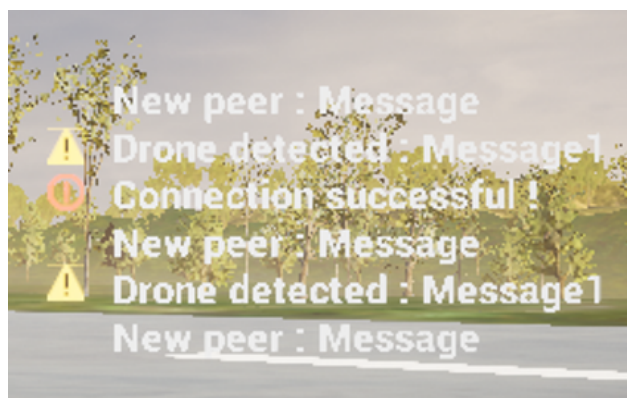 New peer : Message
Drone detected : Message1
Connection successful !
New peer : Message
Drone detected : Message1
New peer : Message